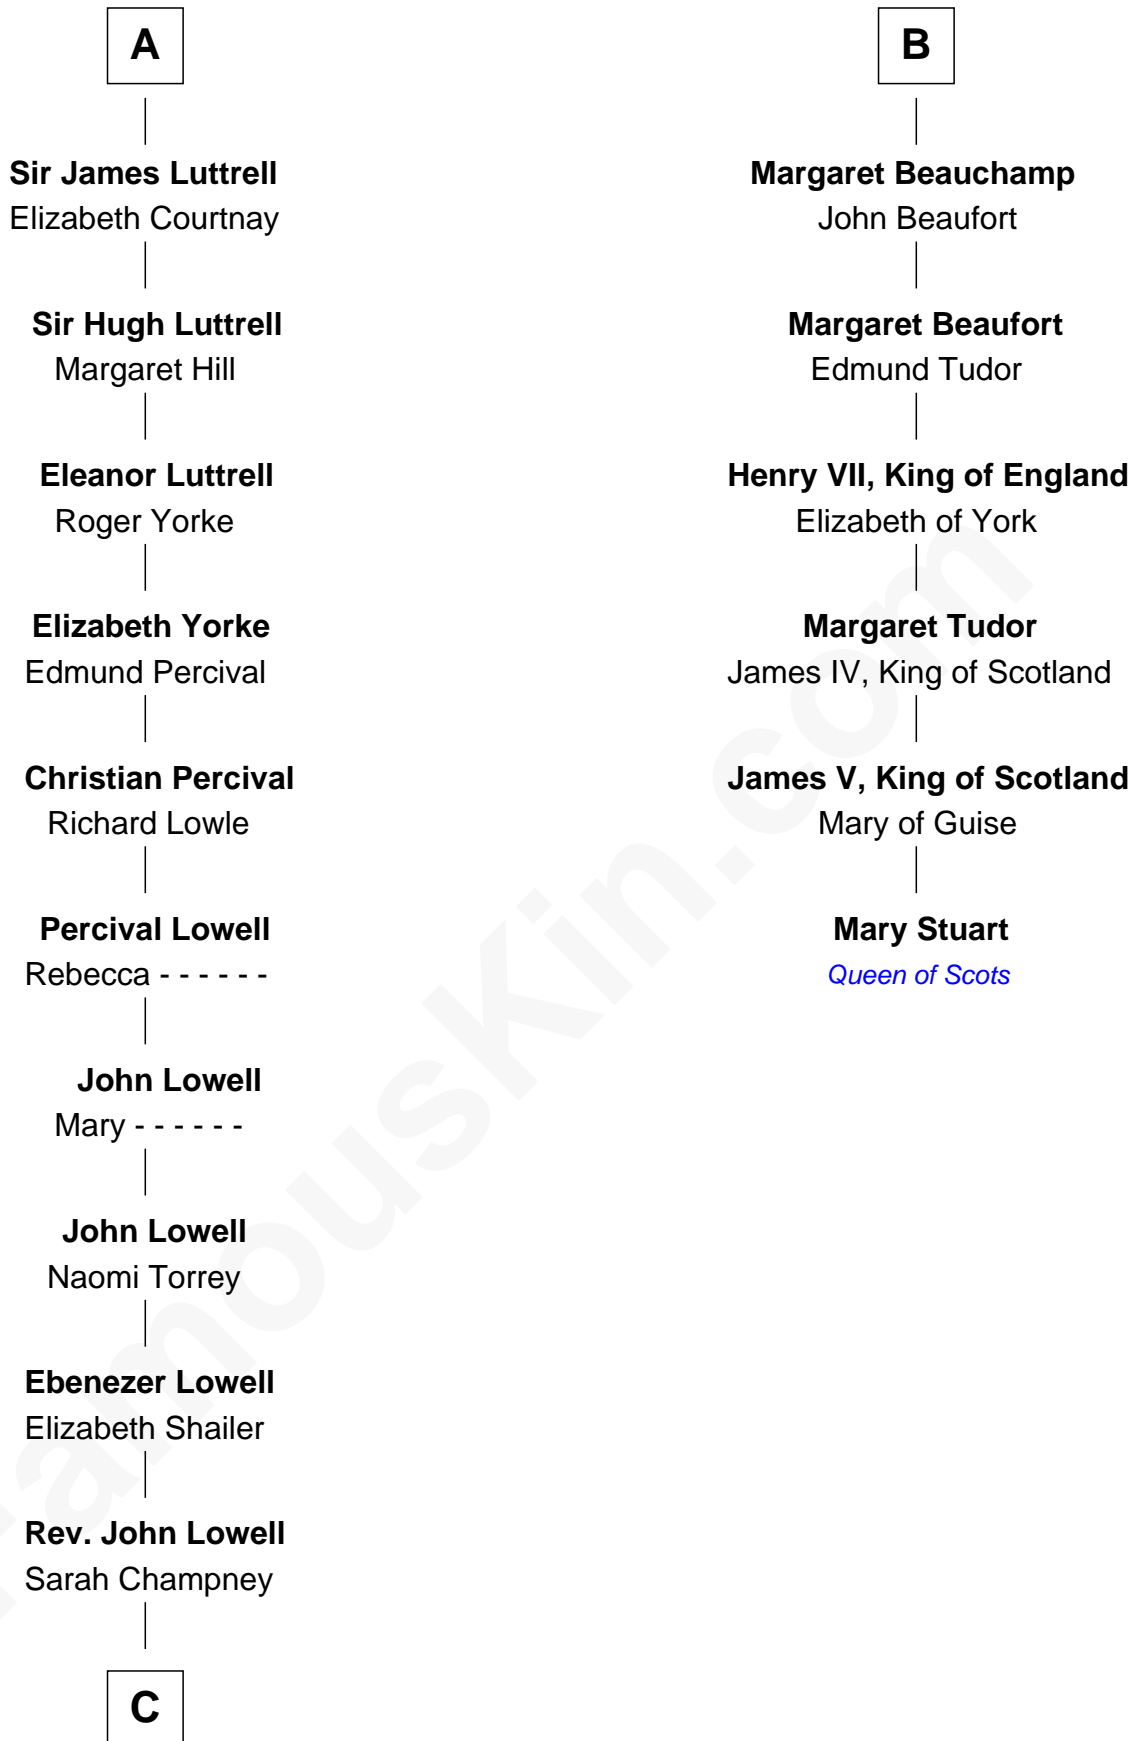 A
Sir James Luttrell
Elizabeth Courtnay
Sir Hugh Luttrell
Margaret Hill
Eleanor Luttrell
Roger Yorke
Elizabeth Yorke
Edmund Percival
Christian Percival
Richard Lowle
Percival Lowell
Rebecca - - - - - -
John Lowell
Mary - - - - - -
John Lowell
Naomi Torrey
Ebenezer Lowell
Elizabeth Shailer
Rev. John Lowell
Sarah Champney
C
B
Margaret Beauchamp
John Beaufort
Margaret Beaufort
Edmund Tudor
Henry VII, King of England
Elizabeth of York
Margaret Tudor
James IV, King of Scotland
James V, King of Scotland
Mary of Guise
Mary Stuart
Queen of Scots
FamousKin.com